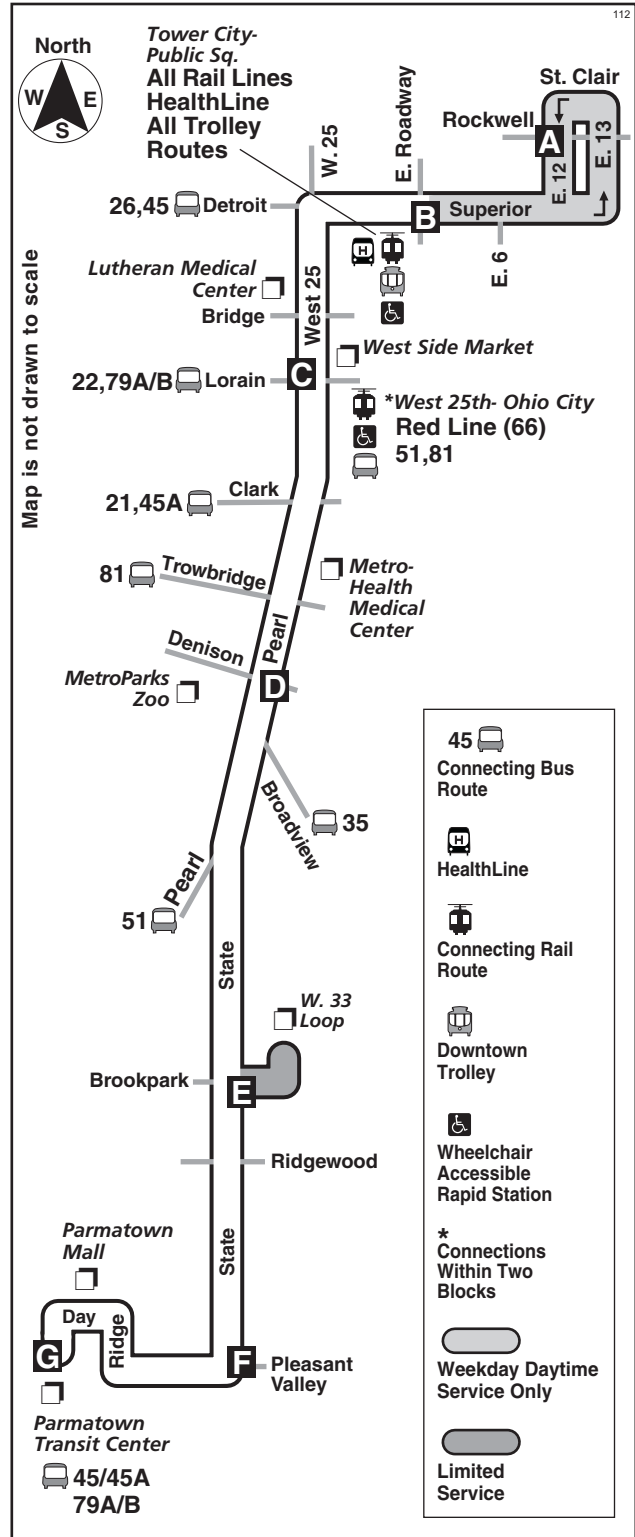 112
North
W E
S
Tower City-
Public Sq.
All Rail Lines
HealthLine
All Trolley
Routes
St. Clair
Rockwell
A
E. 12
E. 13
W. 25
E. Roadway
B
Superior
E. 6
H
26,45 Detroit
Lutheran Medical
Center
Bridge
West 25
West Side Market
22,79A/B Lorain
C
*West 25th- Ohio City
Red Line (66)
51,81
Map is not drawn to scale
21,45A Clark
81 Trowbridge
Metro-
Health
Medical
Center
Pearl
Denison
D
MetroParks
Zoo
Broadview
35
Pearl
51
State
W. 33
Loop
Brookpark
E
Ridgewood
State
Parmatown
Mall
Day
Ridge
G
F
Pleasant
Valley
Parmatown
Transit Center
45/45A
79A/B
45
Connecting Bus
Route
H
HealthLine
Connecting Rail
Route
Downtown
Trolley
Wheelchair
Accessible
Rapid Station
*
Connections
Within Two
Blocks
Weekday Daytime
Service Only
Limited
Service